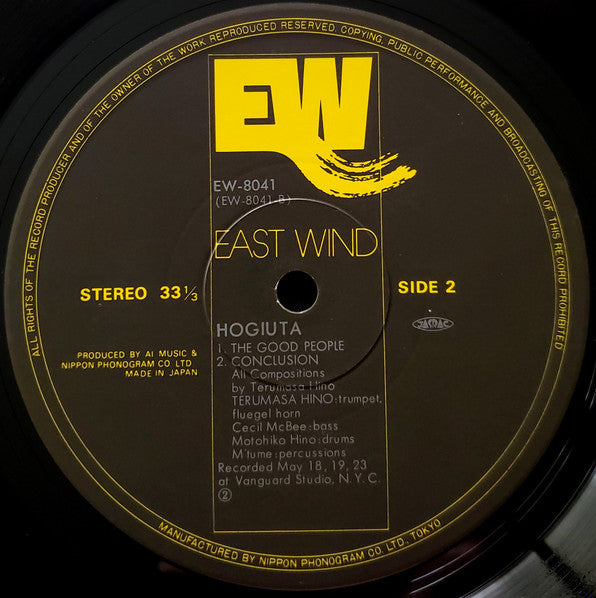 ALL RIGHTS OF THE RECORD PRODUCER AND OF THE OWNER OF THE WORK REPRODUCED RESERVED. COPYING, PUBLIC PERFORMANCE AND BROADCASTING OF THIS RECORD PROHIBITED
EW
EW-8041
(EW-8041-B)
EAST WIND
STEREO 33 1/3
SIDE 2
JASRAC
HOGIUTA
1. THE GOOD PEOPLE
2. CONCLUSION
All Compositions
by Terumasa Hino
TERUMASA HINO:trumpet,
fluegel horn
Cecil McBee:bass
Motohiko Hino:drums
M'tume:percussions
Recorded May 18, 19, 23
at Vanguard Studio, N.Y.C.
②
PRODUCED BY AI MUSIC &
NIPPON PHONOGRAM CO. LTD.
MADE IN JAPAN
MANUFACTURED BY NIPPON PHONOGRAM CO. LTD., TOKYO